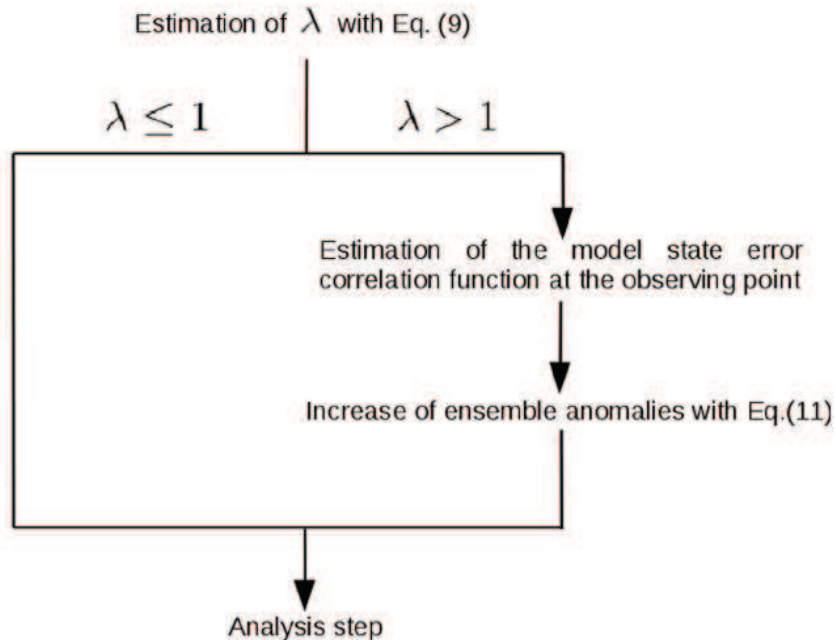 Estimation of λ with Eq. (9)
λ ≤ 1
λ > 1
Estimation of the model state error
correlation function at the observing point
Increase of ensemble anomalies with Eq.(11)
Analysis step